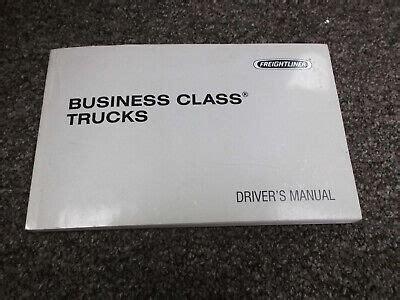 FREIGHTLINER
BUSINESS CLASS®
TRUCKS
DRIVER'S MANUAL